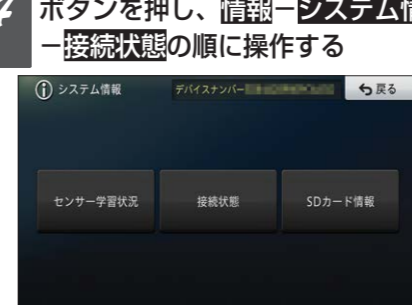 ボタンを押し、情報ーシステム情
ー接続状態の順に操作する
システム情報 デバイスナンバー 戻る
センサー学習状況 接続状態 SDカード情報